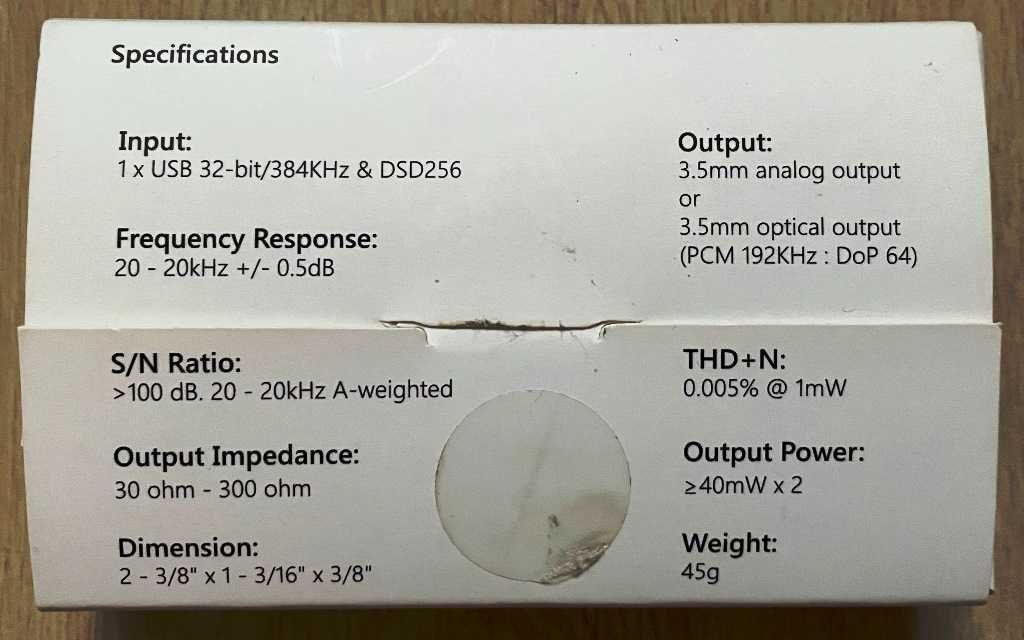 Specifications
Input:
1 x USB 32-bit/384KHz & DSD256
Frequency Response:
20 - 20kHz +/- 0.5dB
Output:
3.5mm analog output
or
3.5mm optical output
(PCM 192KHz : DoP 64)
S/N Ratio:
>100 dB. 20 - 20kHz A-weighted
Output Impedance:
30 ohm - 300 ohm
Dimension:
2 - 3/8" x 1 - 3/16" x 3/8"
THD+N:
0.005% @ 1mW
Output Power:
≥40mW x 2
Weight:
45g